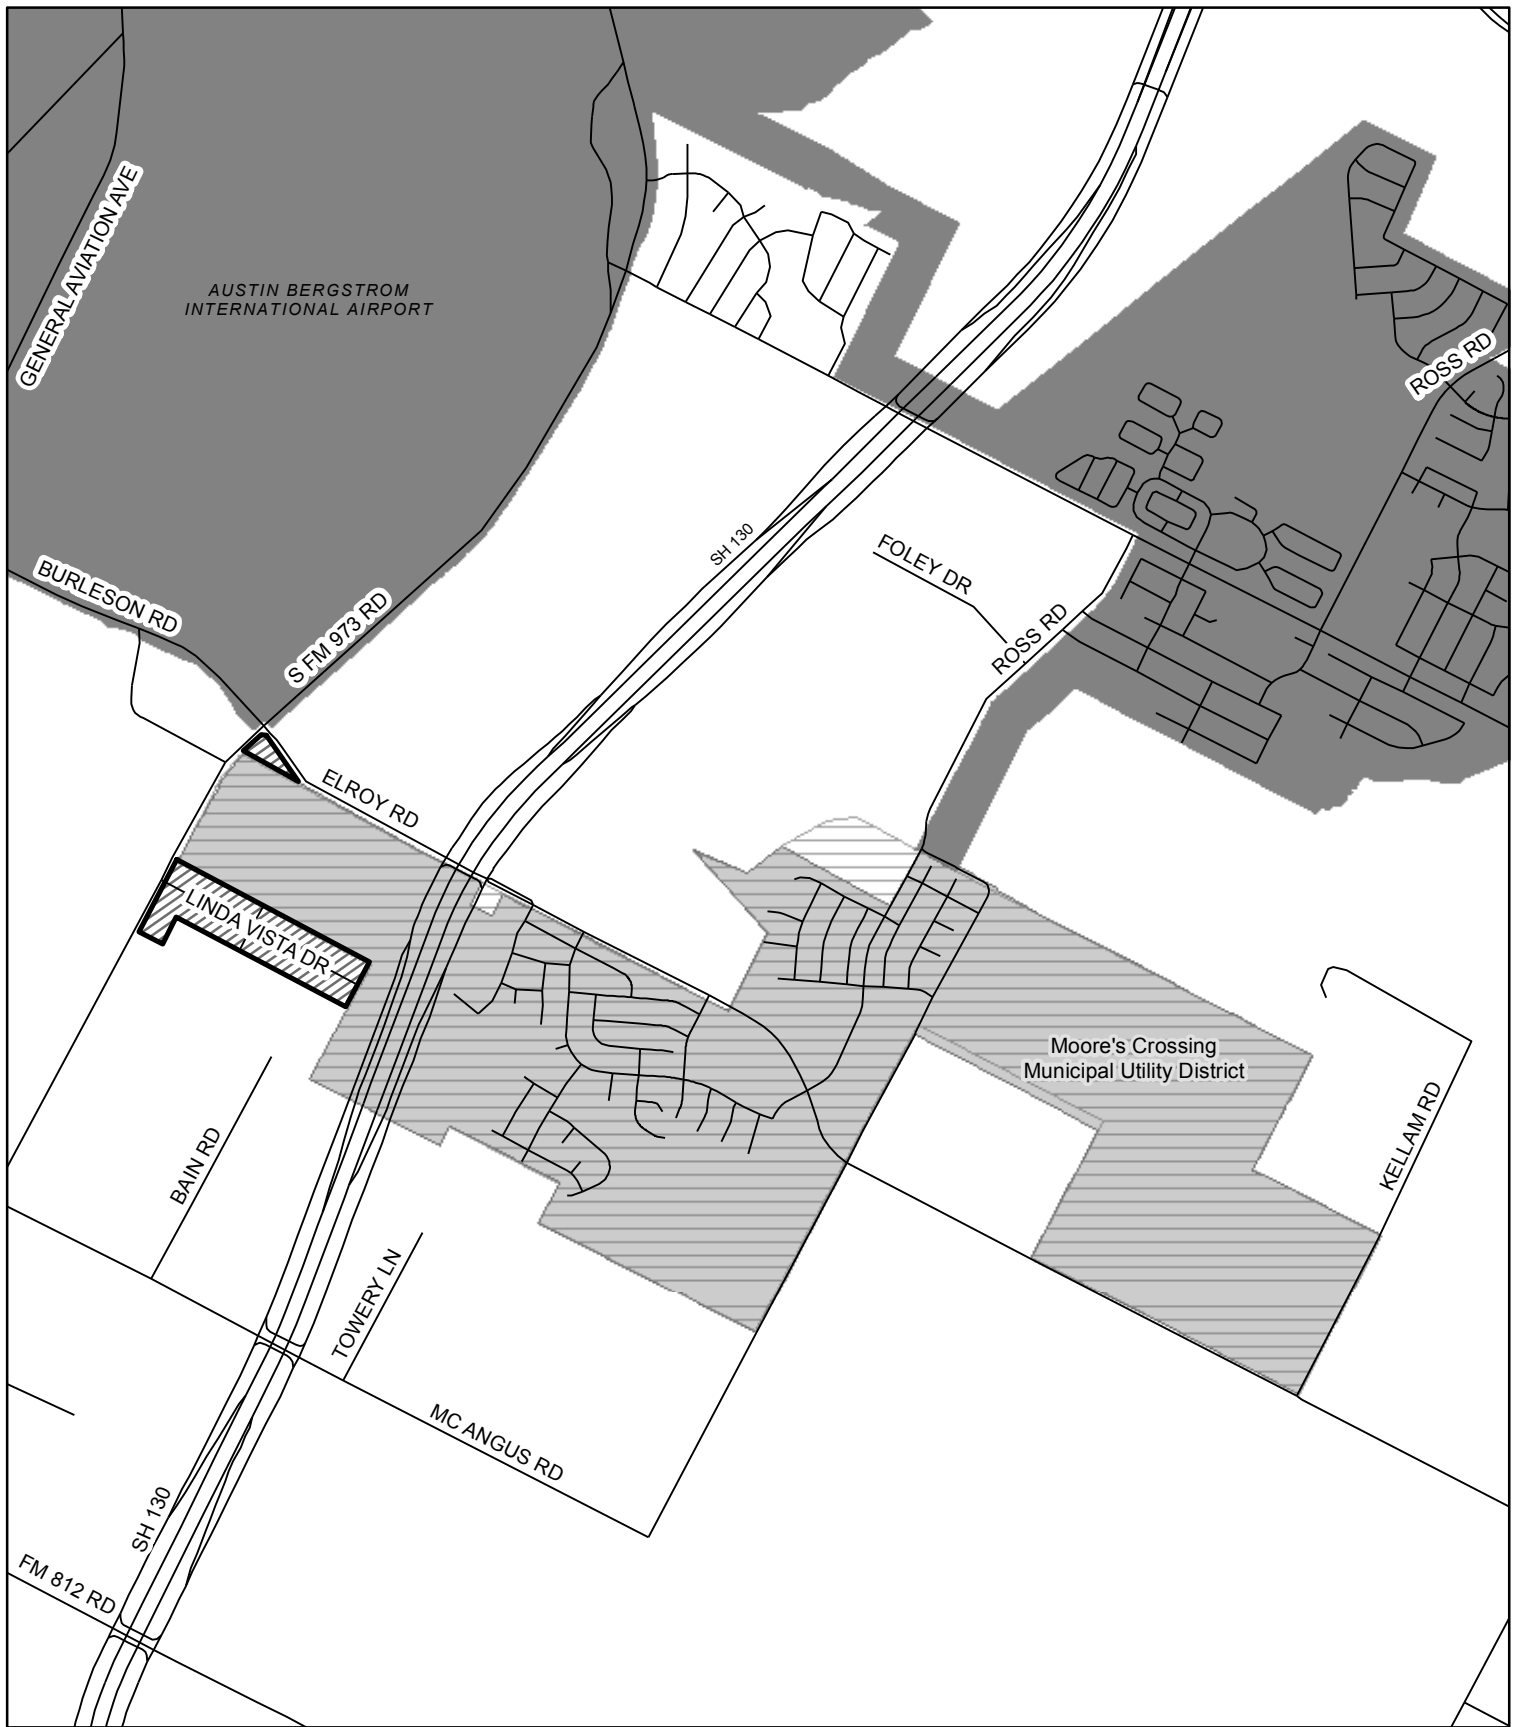 GENERAL AVIATION AVE
AUSTIN BERGSTROM
INTERNATIONAL AIRPORT
ROSS RD
SH 130
FOLEY DR
BURLESON RD
S FM 973 RD
ROSS RD
ELROY RD
LINDA VISTA DR
Moore's Crossing
Municipal Utility District
KELLAM RD
BAIN RD
TOWERY LN
MC ANGUS RD
SH 130
FM 812 RD